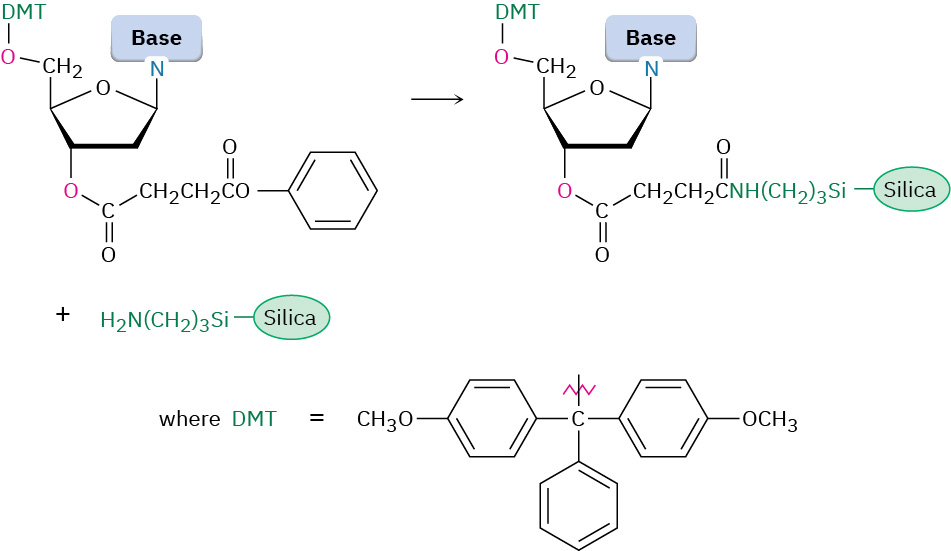 DMT
O
CH₂
Base
N
O
O
C
O
CH₂CH₂CO
O
DMT
O
CH₂
Base
N
O
O
C
O
CH₂CH₂CNH(CH₂)₃Si
O
Silica
+ H₂N(CH₂)₃Si
Silica
where DMT = CH₃O
C
OCH₃